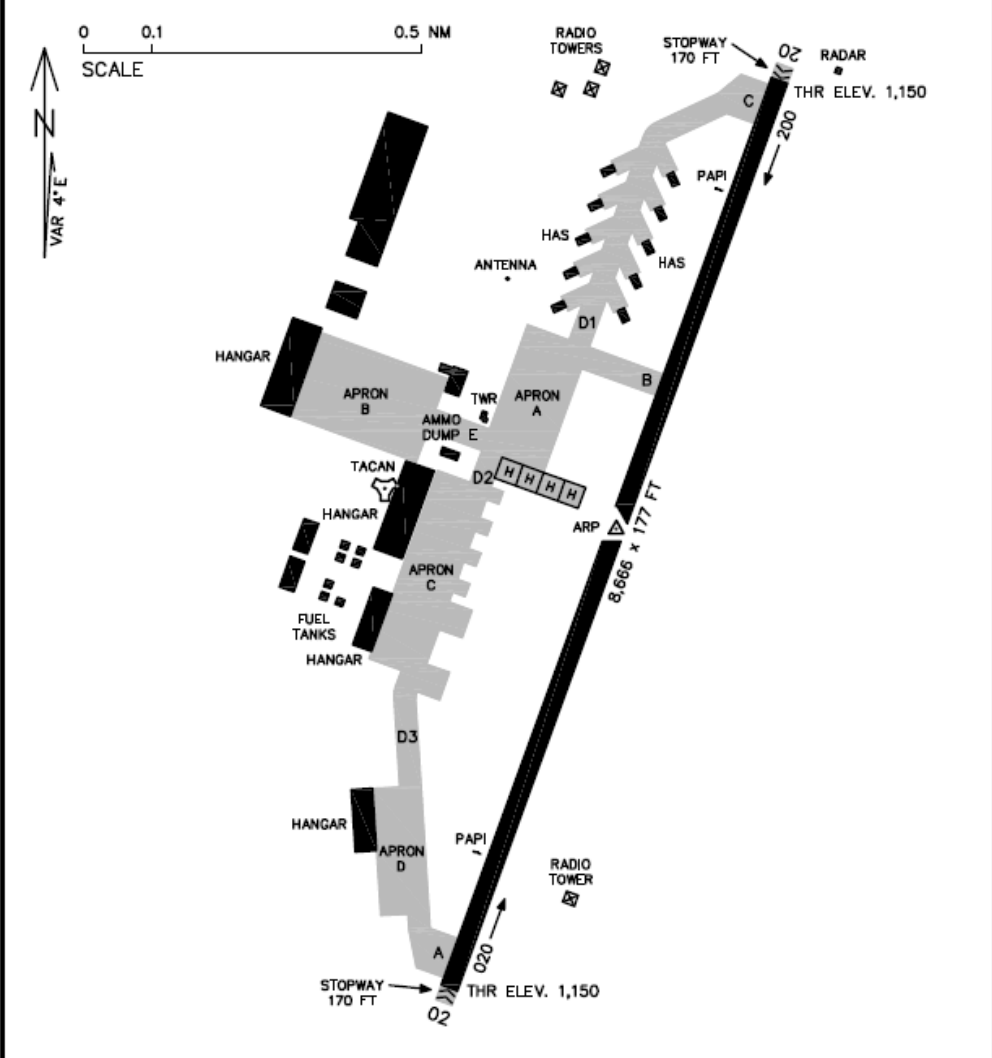 0 0.1 0.5 NM
SCALE
N
VAR 4°E
RADIO
TOWERS
STOPWAY
170 FT
20
RADAR
THR ELEV. 1,150
C
200
PAPI
HAS
HAS
ANTENNA
D1
HANGAR
B
APRON
B
APRON
A
TWR
AMMO
DUMP E
TACAN
D2
H H H H
HANGAR
ARP
8,666 x 177 FT
APRON
C
FUEL
TANKS
HANGAR
D3
HANGAR
PAPI
APRON
D
RADIO
TOWER
A
020
STOPWAY
170 FT
THR ELEV. 1,150
02